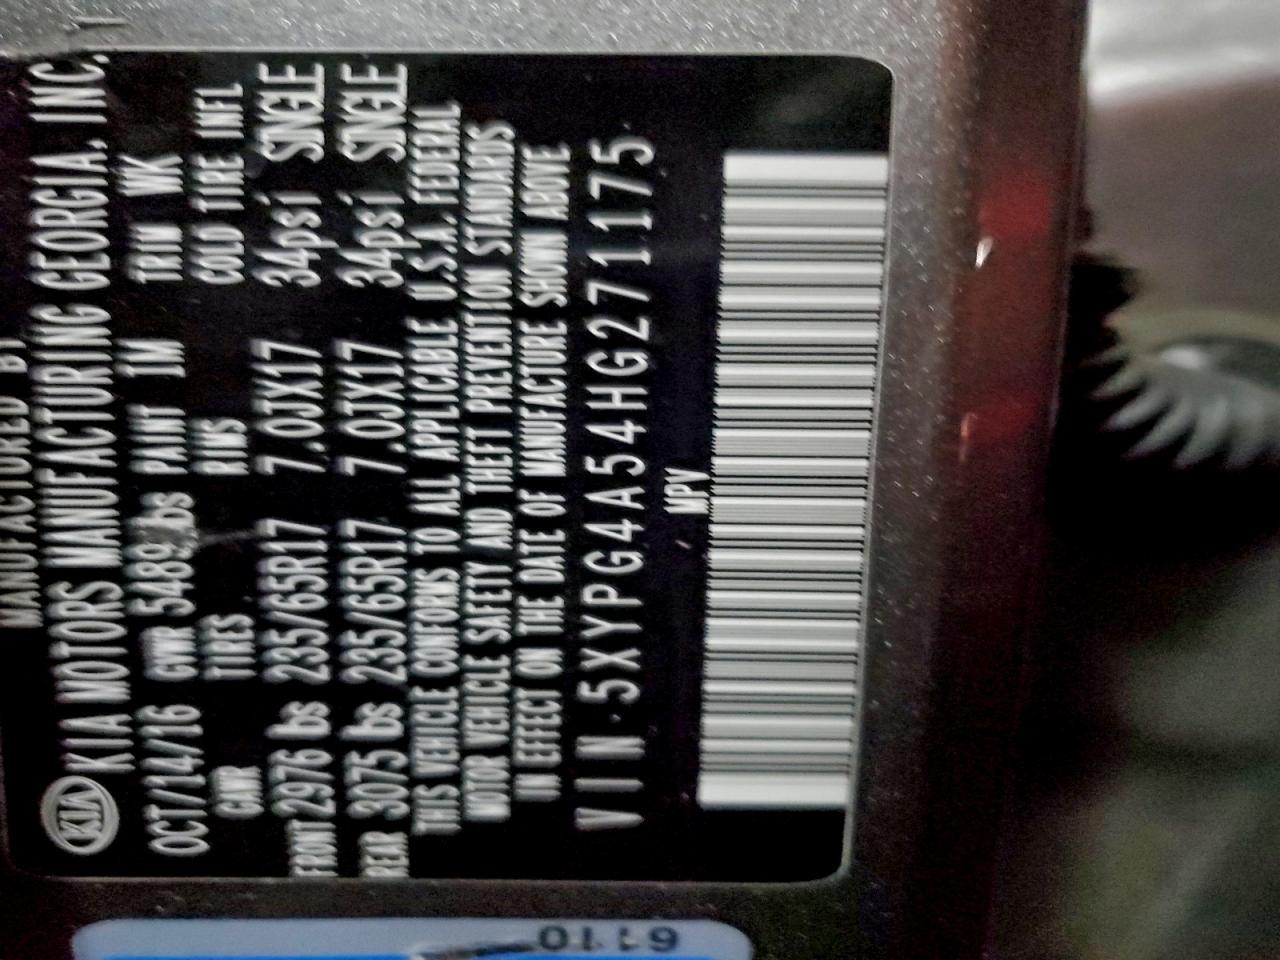 MANUFACTURED BY
KIA KIA MOTORS MANUFACTURING GEORGIA, INC.
OCT/14/16 GVWR 5489 lbs PAINT 1M TRIM WK
GAWR TIRES RIMS COLD TIRE INFL
FRONT 2976 lbs 235/65R17 7.0JX17 34psi SINGLE
REAR 3075 lbs 235/65R17 7.0JX17 34psi SINGLE
THIS VEHICLE CONFORMS TO ALL APPLICABLE U.S.A. FEDERAL
MOTOR VEHICLE SAFETY AND THEFT PREVENTION STANDARDS
IN EFFECT ON THE DATE OF MANUFACTURE SHOWN ABOVE
VIN:5XYPG4A54HG271175
MPV